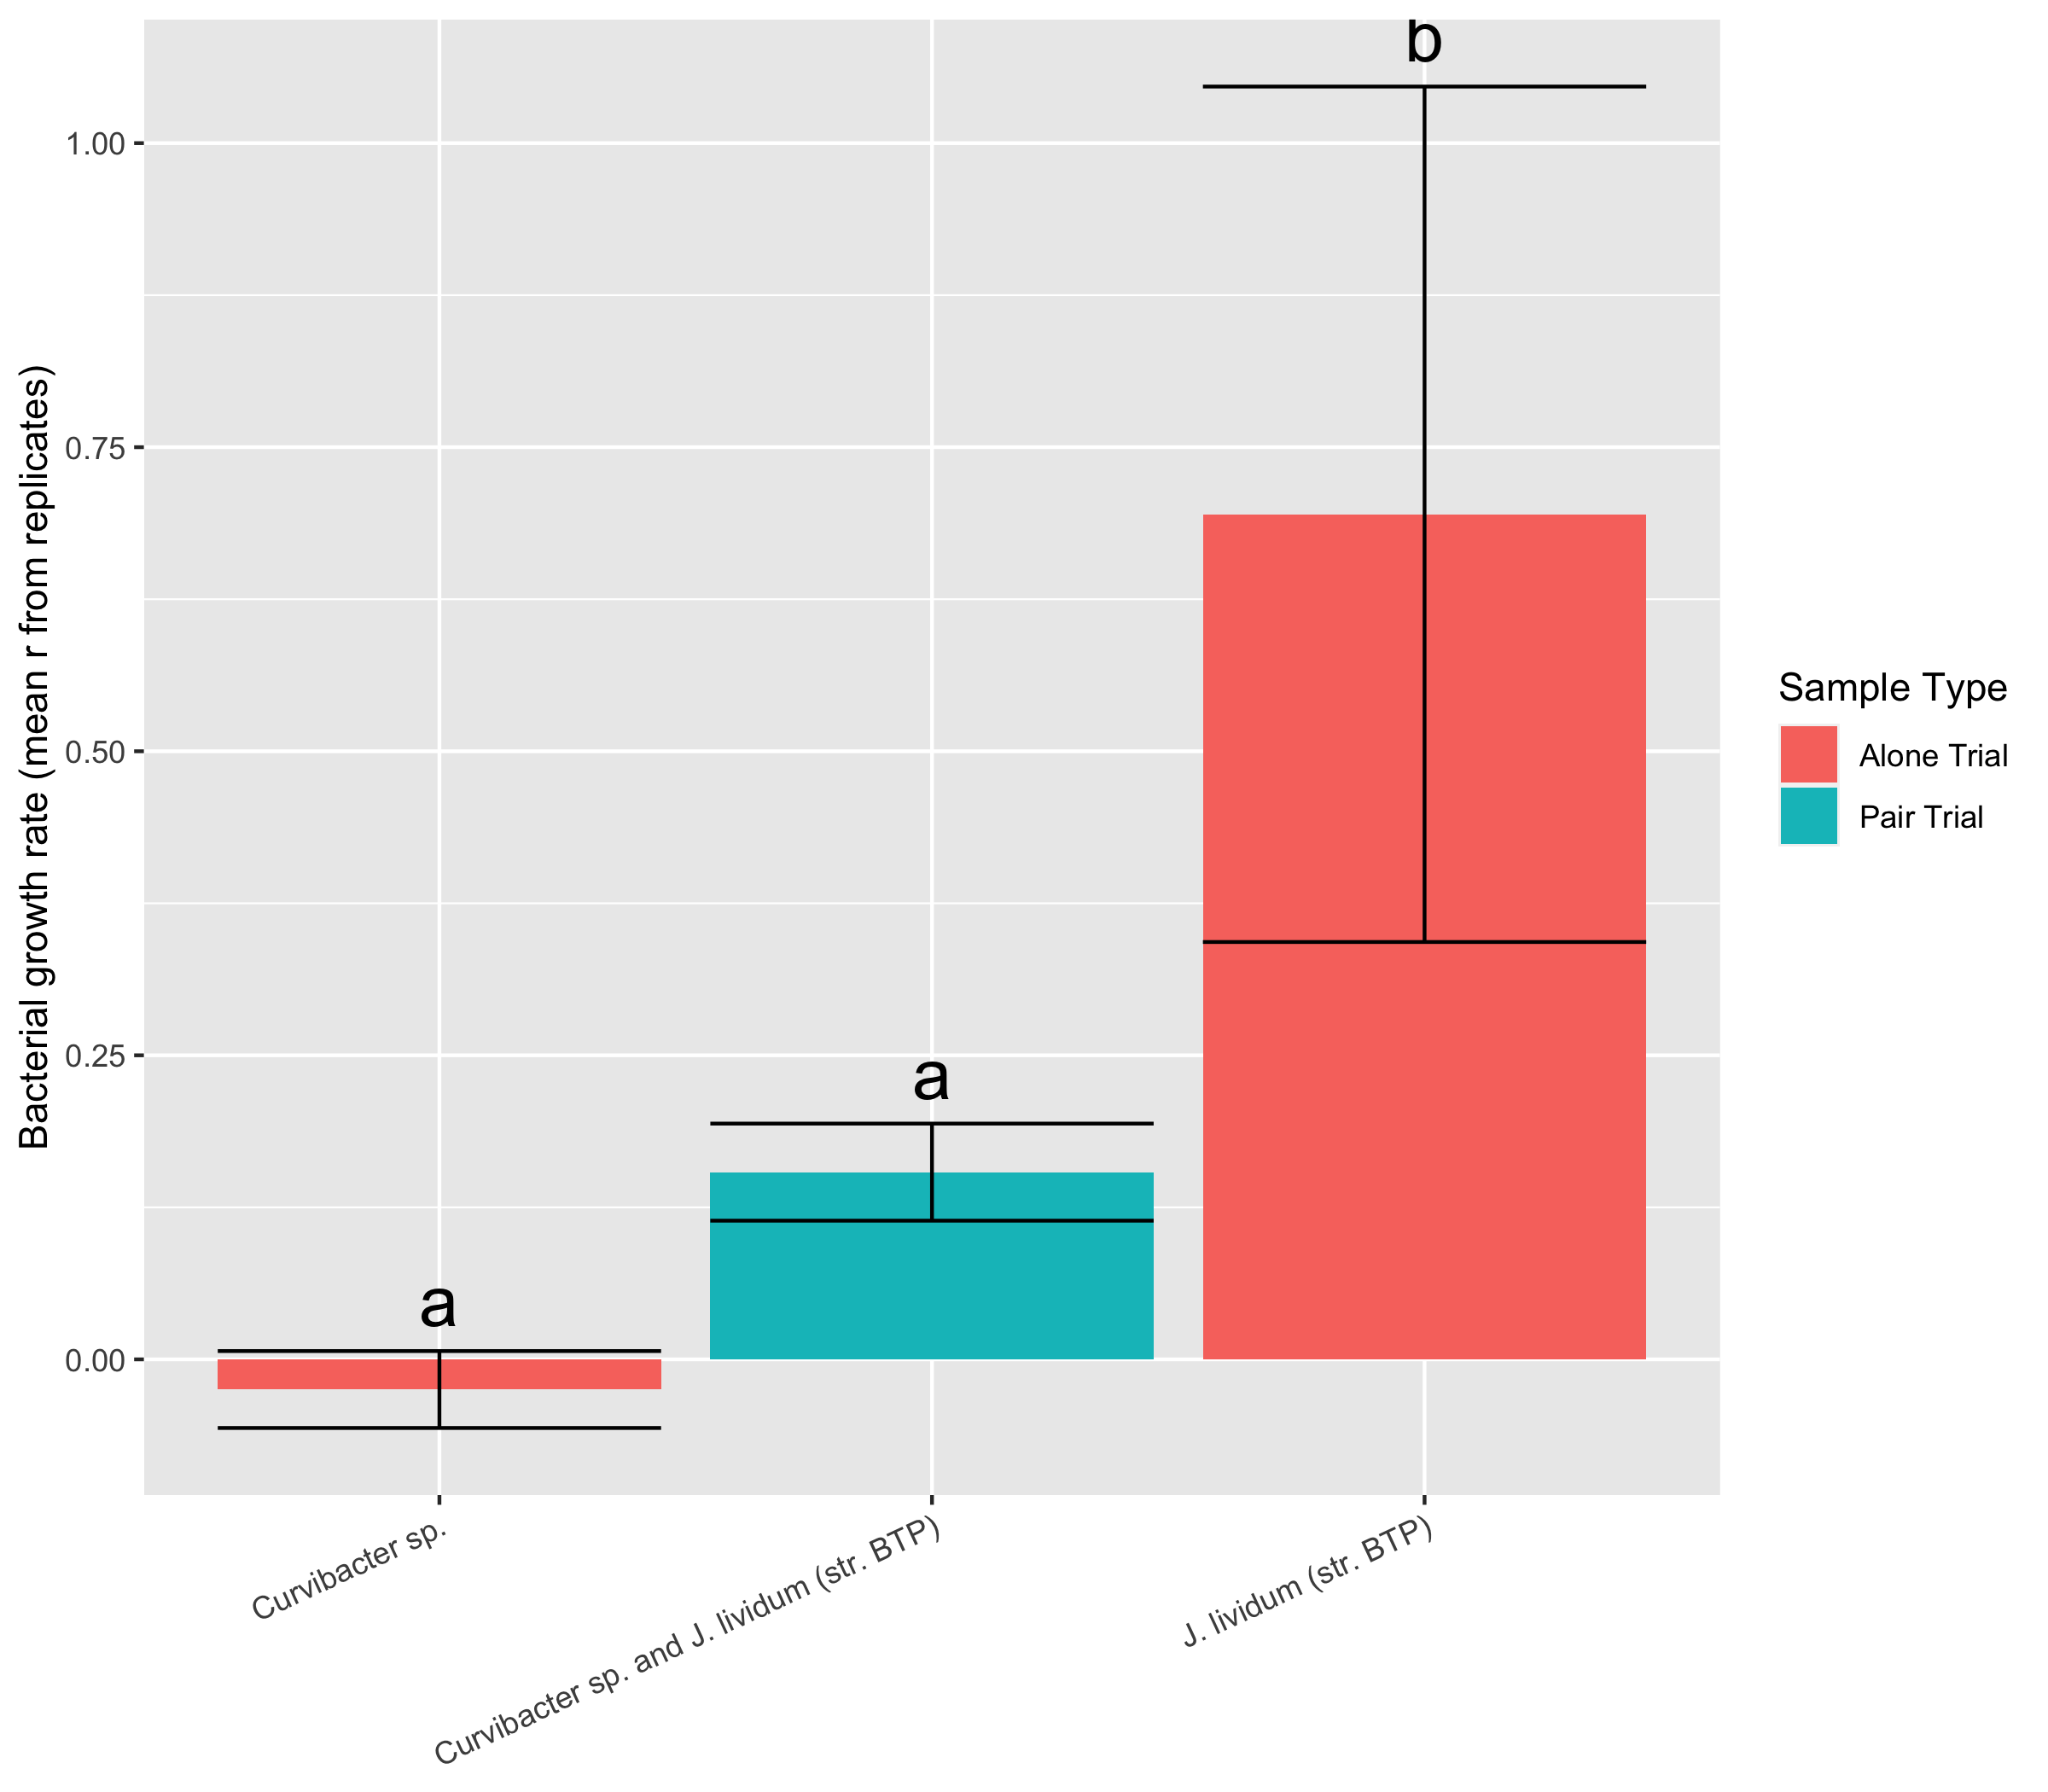 b
1.00
0.75
0.50
0.25
0.00
a
a
Bacterial growth rate (mean r from replicates)
Curvibacter sp.
Curvibacter sp. and J. lividum (str. BTP)
J. lividum (str. BTP)
Sample Type
Alone Trial
Pair Trial